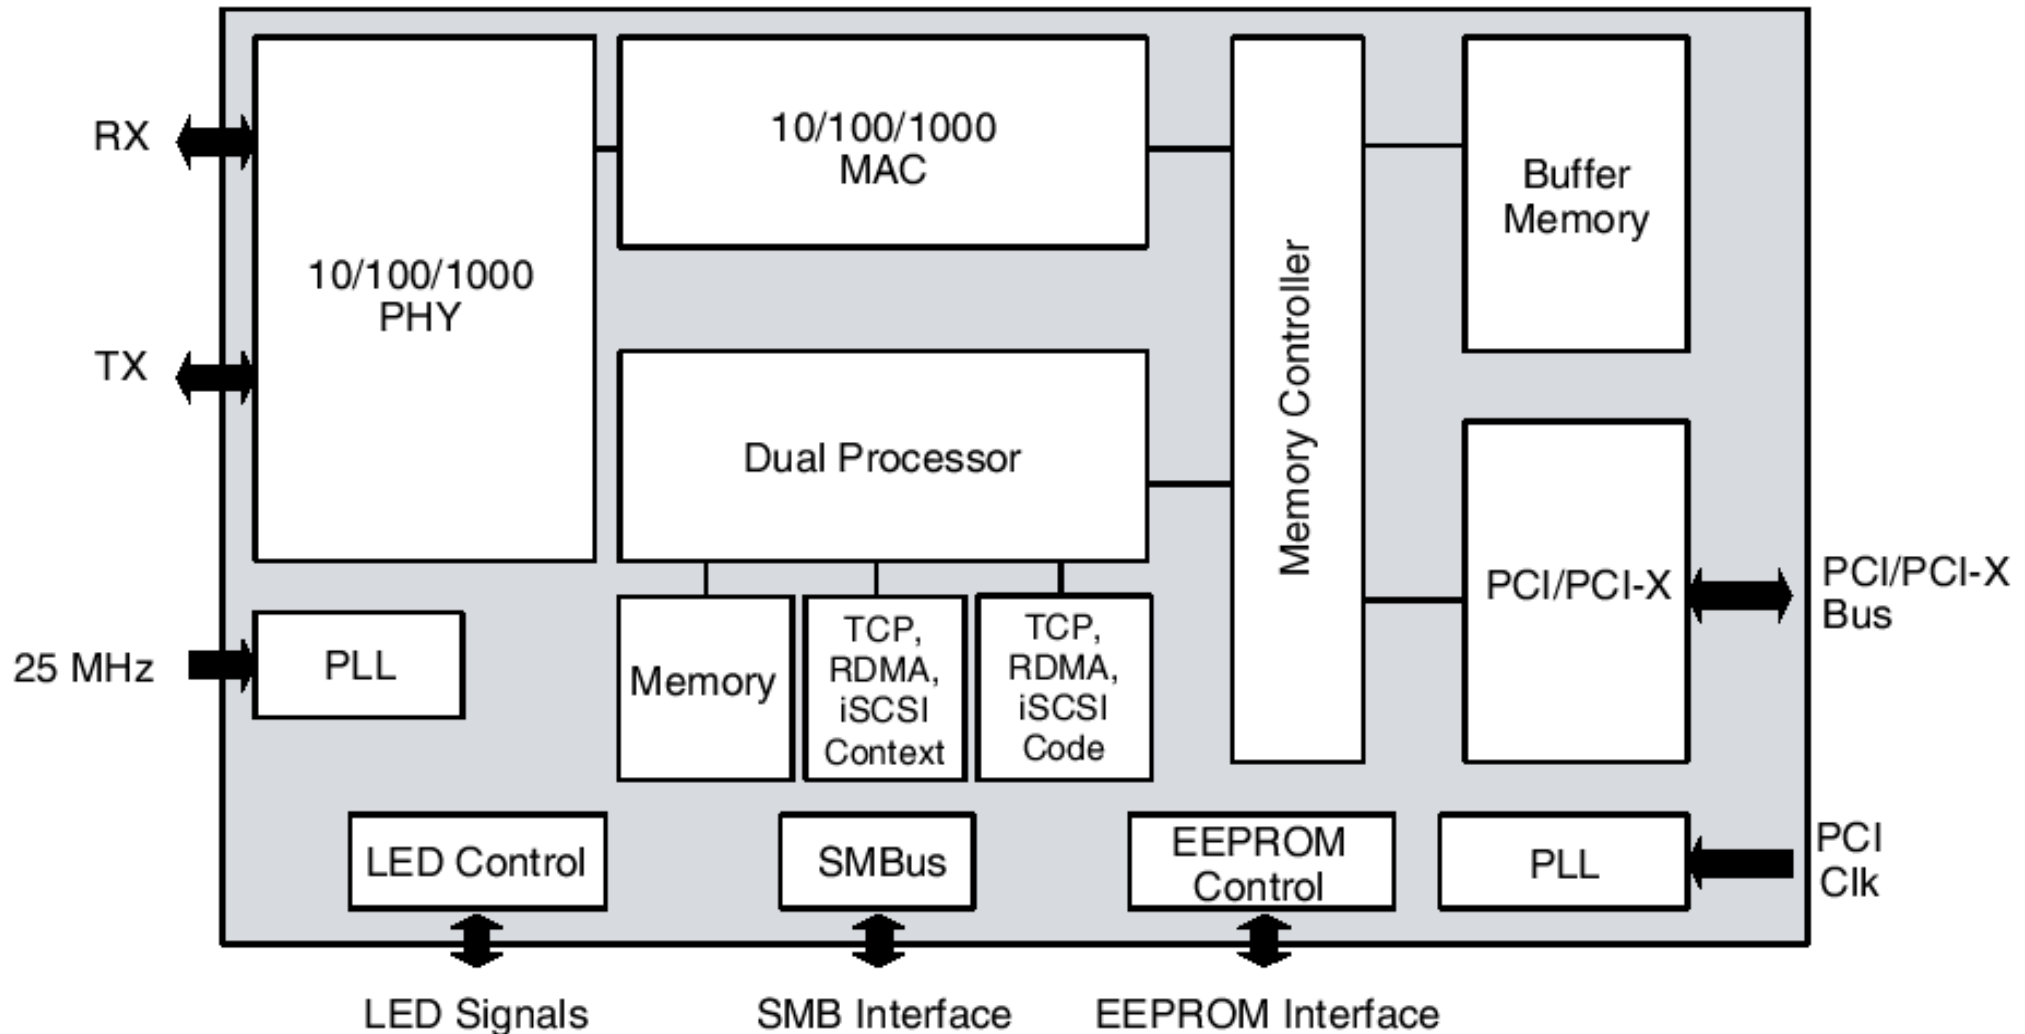 RX
10/100/1000
PHY
TX
10/100/1000
MAC
Memory Controller
Buffer
Memory
Dual Processor
PCI/PCI-X
PCI/PCI-X
Bus
25 MHz
PLL
Memory
TCP,
RDMA,
iSCSI
Context
TCP,
RDMA,
iSCSI
Code
LED Control
SMBus
EEPROM
Control
PLL
PCI
Clk
LED Signals
SMB Interface
EEPROM Interface